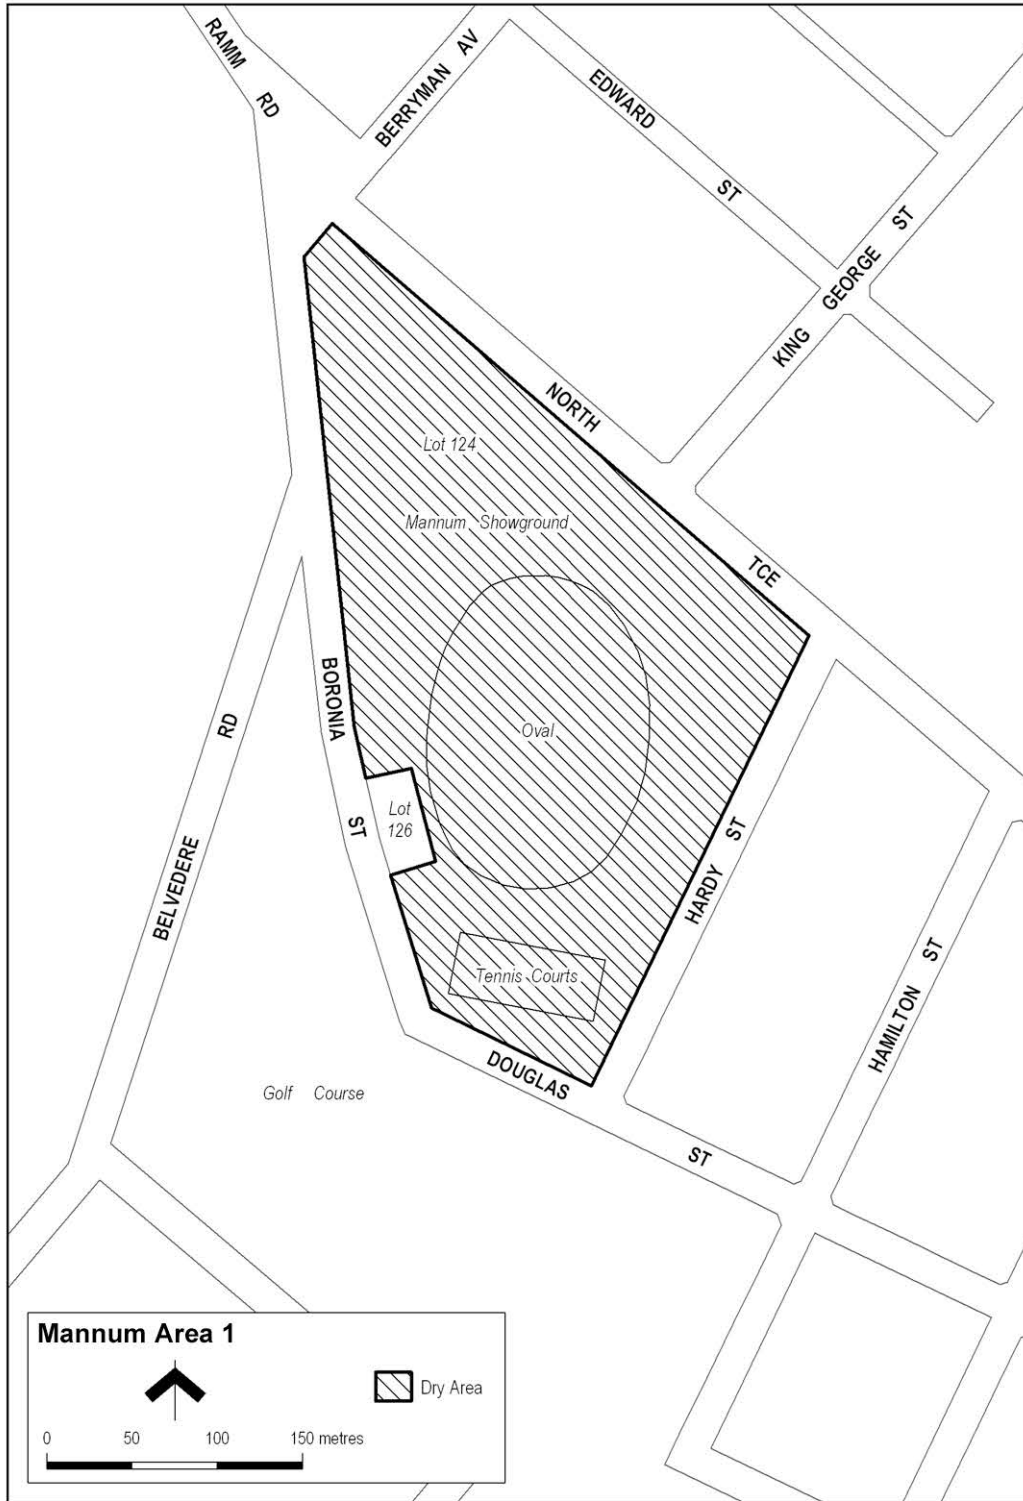 RAMM RD
BERRYMAN AV
EDWARD ST
KING GEORGE ST
NORTH TCE
Lot 124
Mannum Showground
BORONIA ST
Oval
Lot
126
BELVEDERE RD
HARDY ST
HAMILTON ST
Tennis Courts
DOUGLAS ST
Golf Course
Mannum Area 1
Dry Area
0 50 100 150 metres